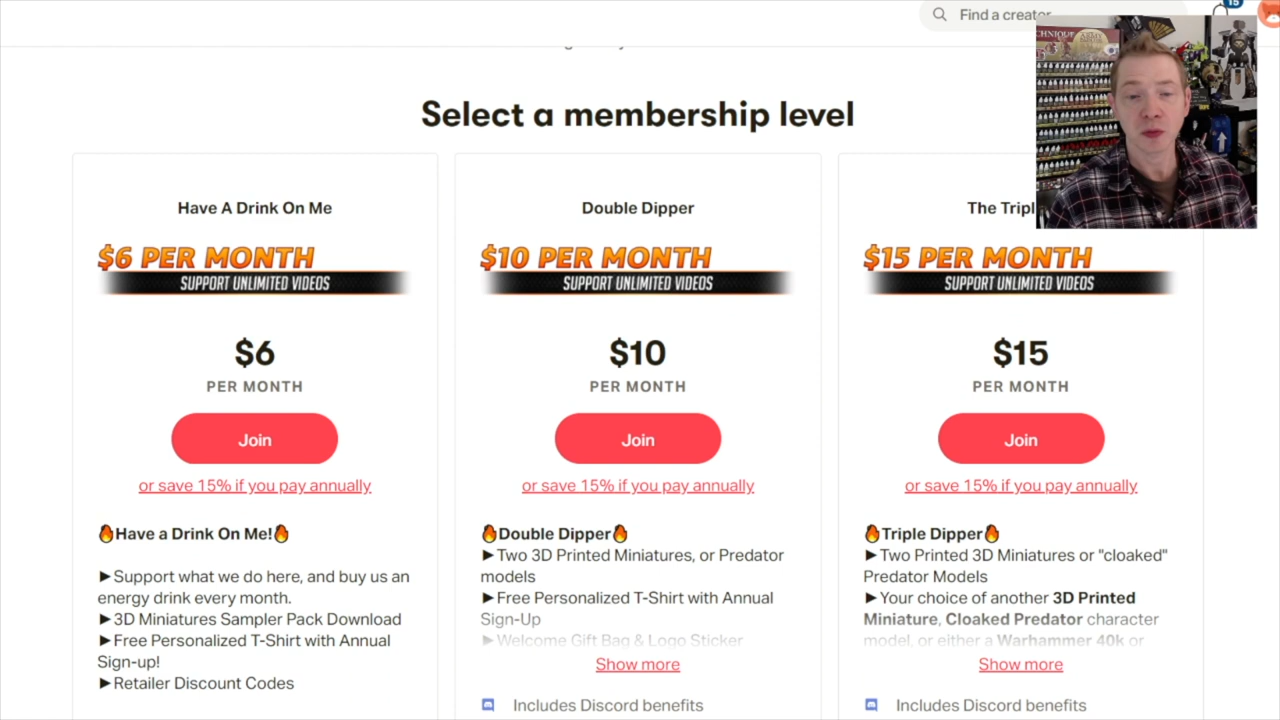 Find a creator
15
Select a membership level
Have A Drink On Me
$6 PER MONTH
SUPPORT UNLIMITED VIDEOS
$6
PER MONTH
Join
or save 15% if you pay annually
🔥Have a Drink On Me!🔥
►Support what we do here, and buy us an
energy drink every month.
►3D Miniatures Sampler Pack Download
►Free Personalized T-Shirt with Annual
Sign-up!
►Retailer Discount Codes
Double Dipper
$10 PER MONTH
SUPPORT UNLIMITED VIDEOS
$10
PER MONTH
Join
or save 15% if you pay annually
🔥Double Dipper🔥
►Two 3D Printed Miniatures, or Predator
models
►Free Personalized T-Shirt with Annual
Sign-Up
►Welcome Gift Bag & Logo Sticker
Show more
Includes Discord benefits
The Tripl
$15 PER MONTH
SUPPORT UNLIMITED VIDEOS
$15
PER MONTH
Join
or save 15% if you pay annually
🔥Triple Dipper🔥
►Two Printed 3D Miniatures or "cloaked"
Predator Models
►Your choice of another 3D Printed
Miniature, Cloaked Predator character
model, or either a Warhammer 40k or
Show more
Includes Discord benefits